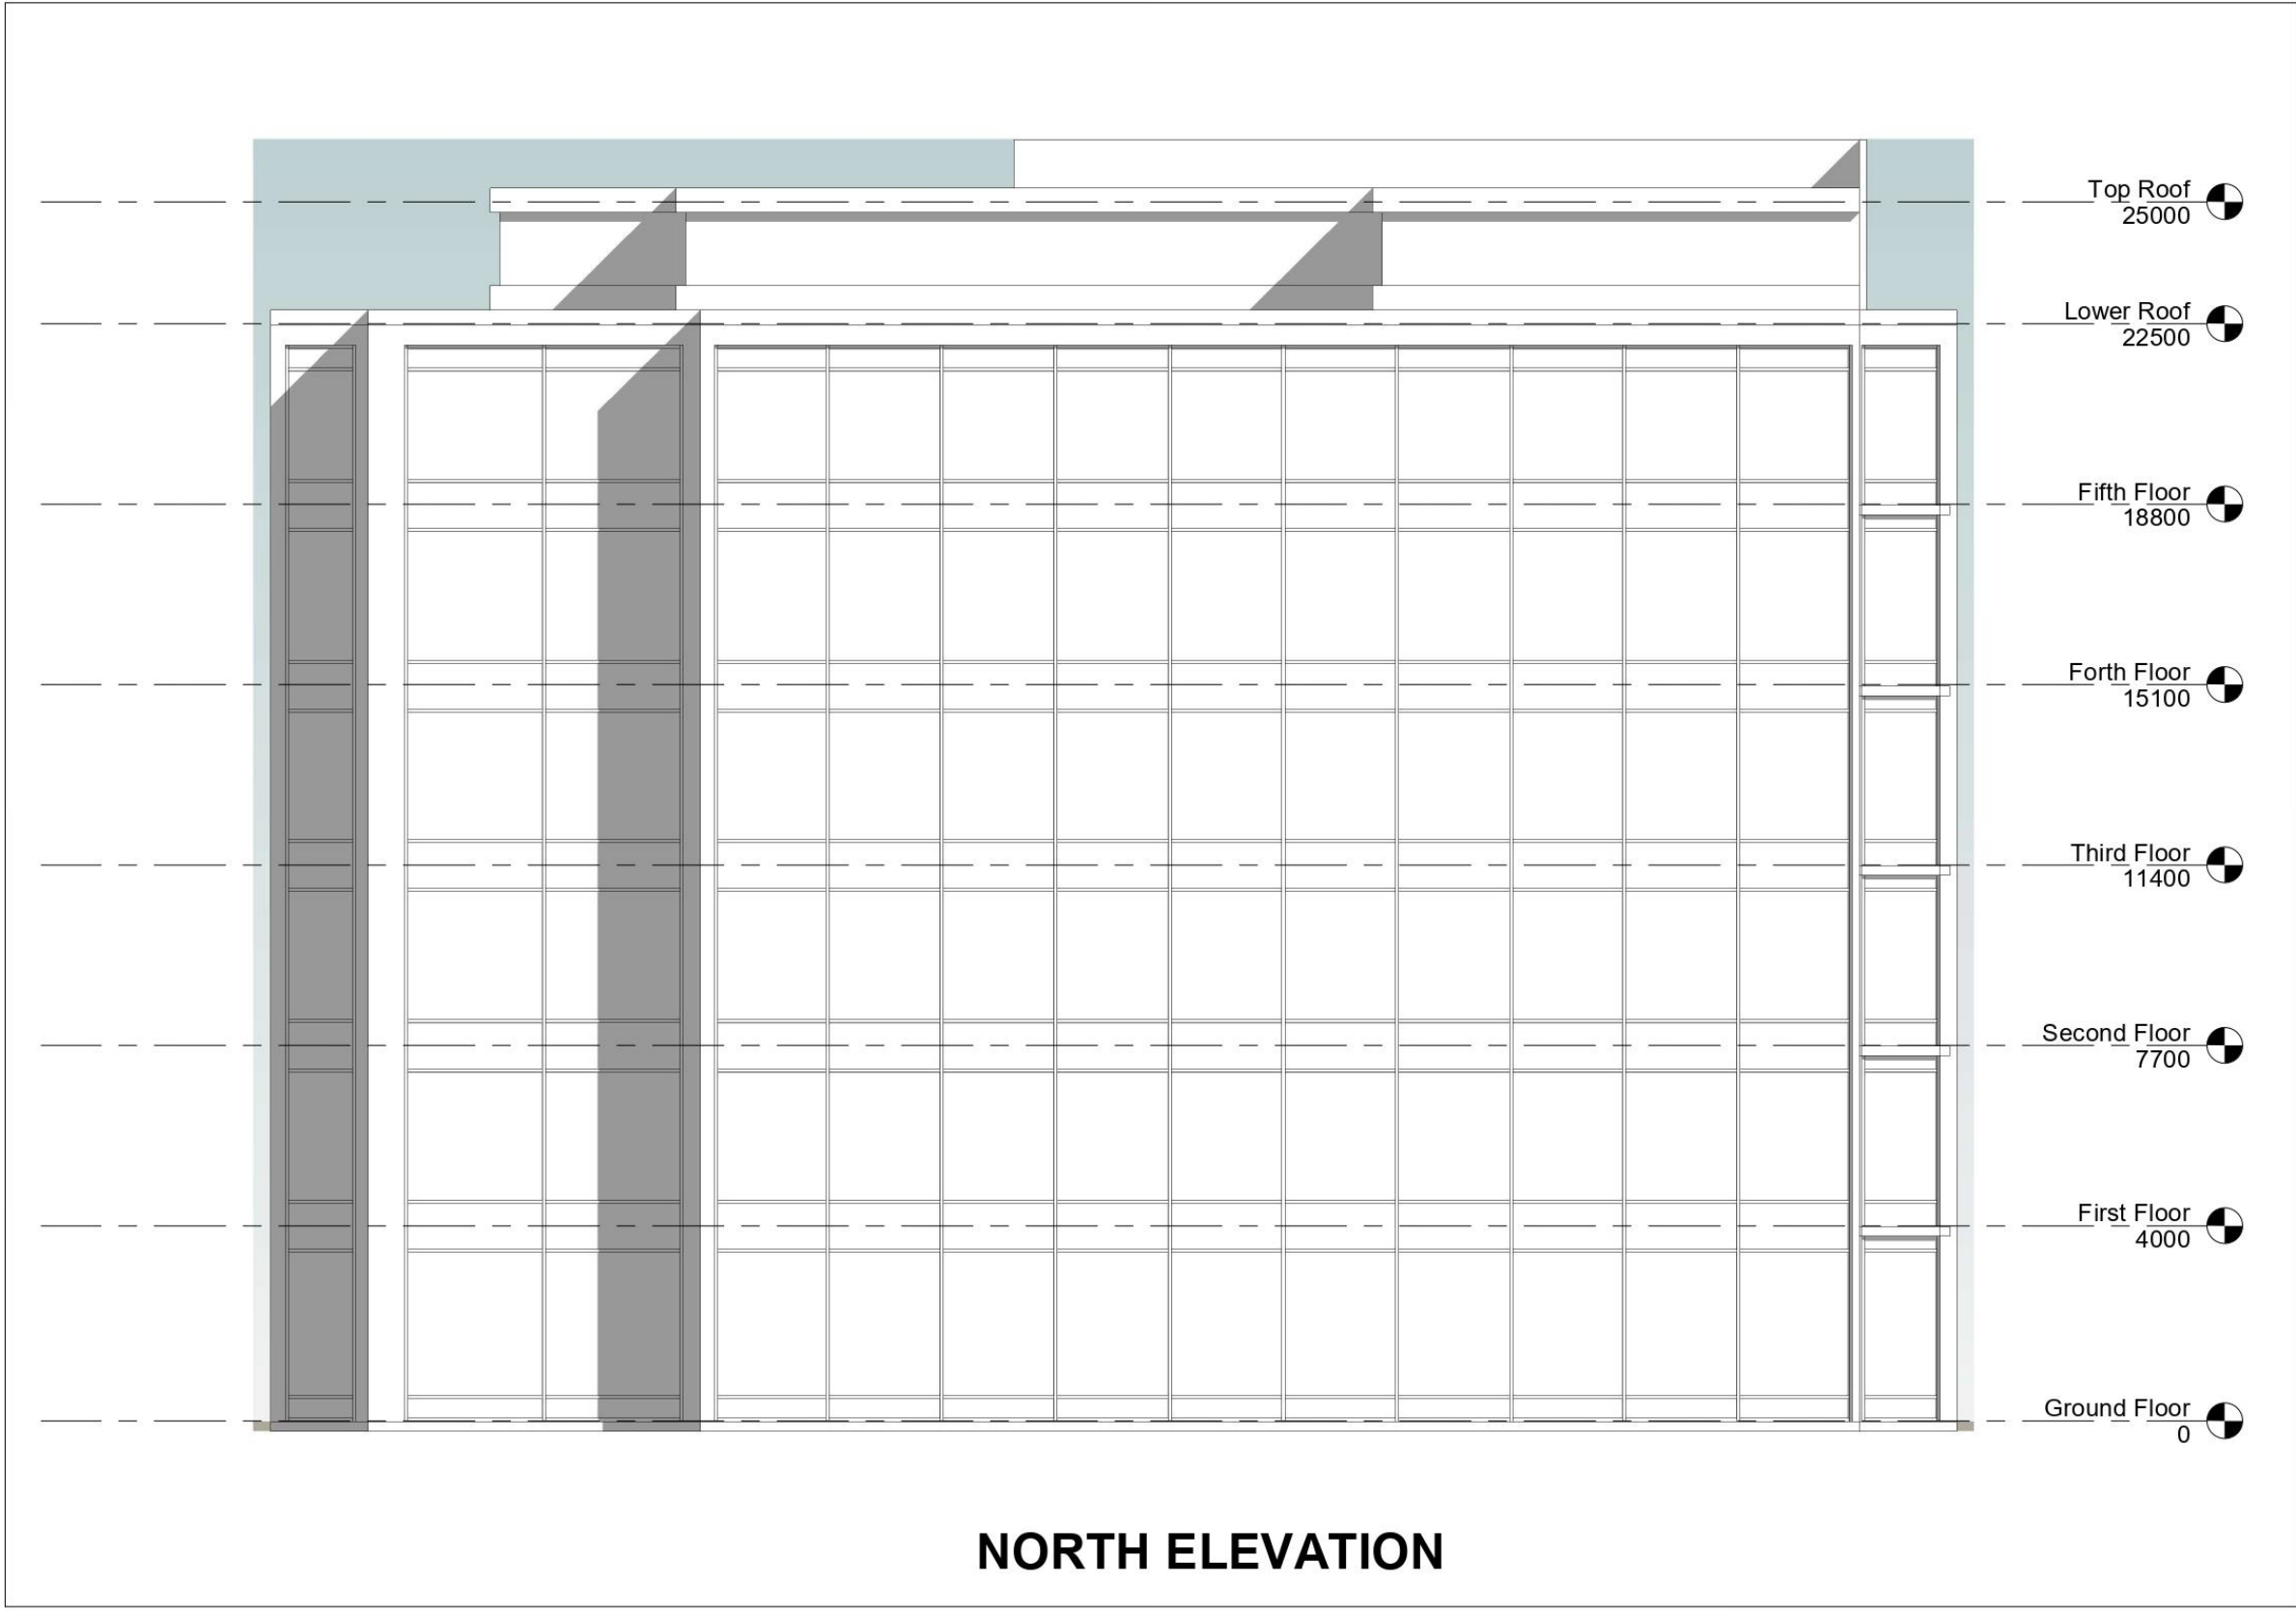 Top Roof
25000
Lower Roof
22500
Fifth Floor
18800
Forth Floor
15100
Third Floor
11400
Second Floor
7700
First Floor
4000
Ground Floor
0
NORTH ELEVATION